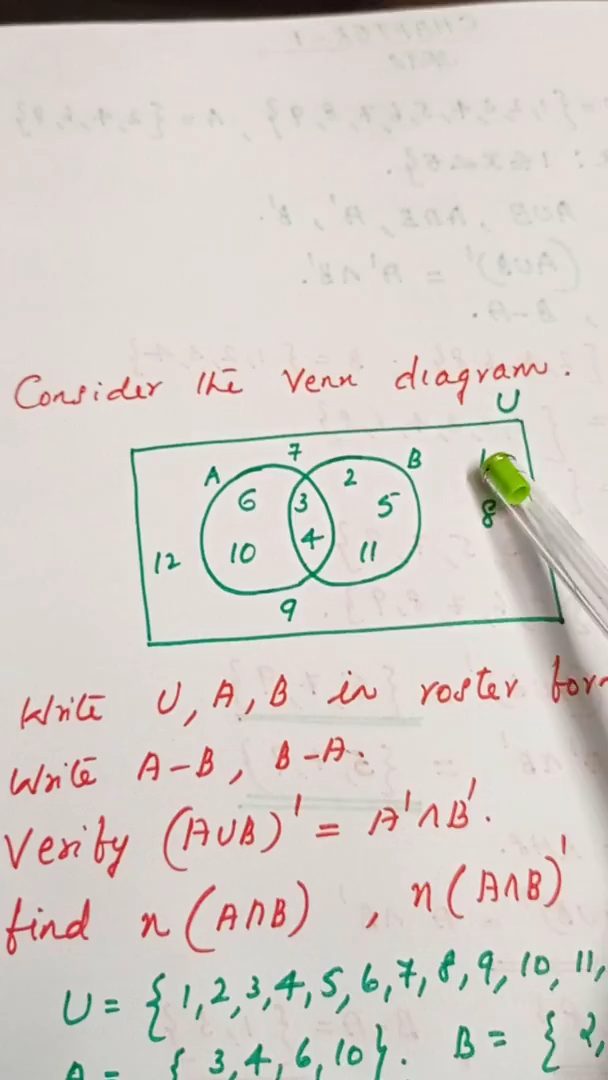 Consider the Venn diagram.
U
7
A
B
6
3
2
5
8
12
10
4
11
9
Write U, A, B in roster
Write A-B, B-A.
Verify (A∪B)' = A'∩B'.
find n(A∩B), n(A∩B)'
U = {1,2,3,4,5,6,7,8,9,10,11,
A = {3,4,6,10}. B = {2,